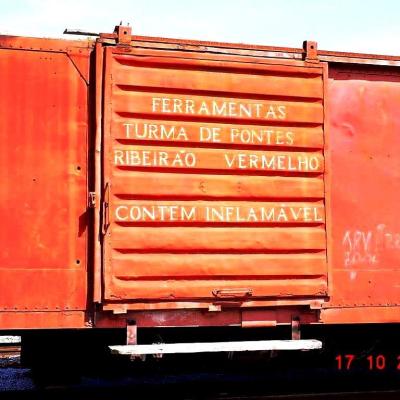 FERRAMENTAS
TURMA DE PONTES
RIBEIRÃO VERMELHO
CONTEM INFLAMÁVEL
17 10